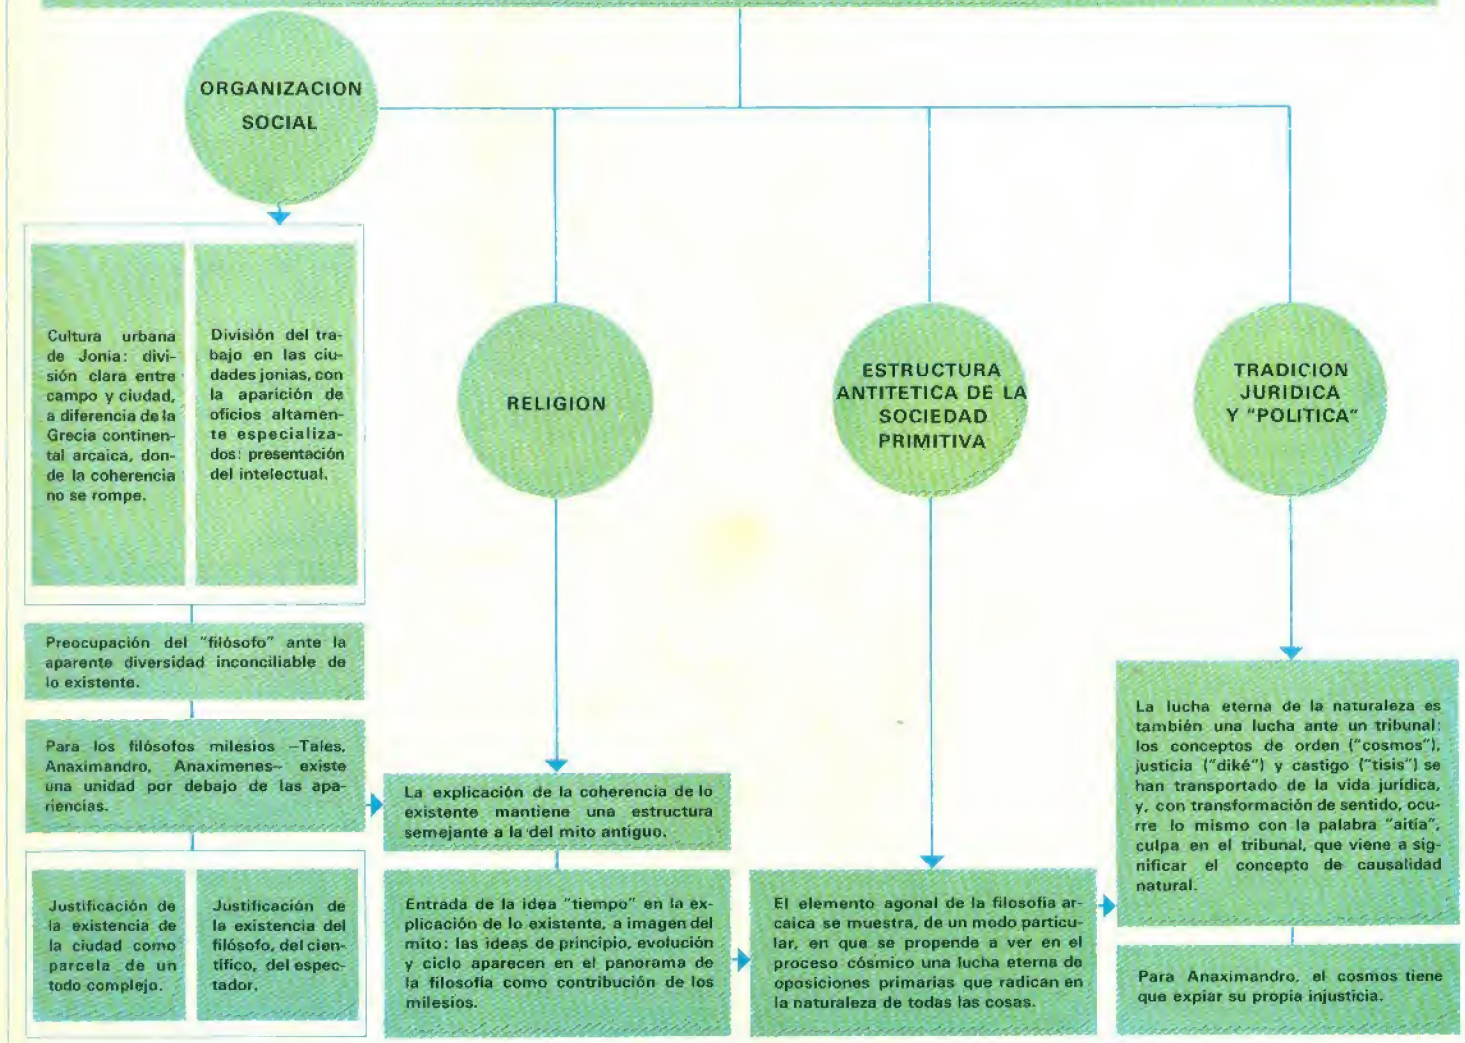 ORGANIZACION
SOCIAL
Cultura urbana
de Jonia: divi-
sión clara entre
campo y ciudad,
a diferencia de la
Grecia continen-
tal arcaica, don-
de la coherencia
no se rompe.
División del tra-
bajo en las ciu-
dades jonias, con
la aparición de
oficios altamen-
te especializa-
dos: presentación
del intelectual.
Preocupación del "filósofo" ante la
aparente diversidad inconciliable de
lo existente.
Para los filósofos milesios —Tales,
Anaximandro, Anaxímenes— existe
una unidad por debajo de las apa-
riencias.
Justificación de
la existencia de
la ciudad como
parcela de un
todo complejo.
Justificación de
la existencia del
filósofo, del cien-
tífico, del espec-
tador.
RELIGION
La explicación de la coherencia de lo
existente mantiene una estructura
semejante a la del mito antiguo.
Entrada de la idea "tiempo" en la ex-
plicación de lo existente, a imagen del
mito: las ideas de principio, evolución
y ciclo aparecen en el panorama de
la filosofía como contribución de los
milesios.
ESTRUCTURA
ANTITETICA DE LA
SOCIEDAD
PRIMITIVA
El elemento agonal de la filosofía ar-
caica se muestra, de un modo particu-
lar, en que se propende a ver en el
proceso cósmico una lucha eterna de
oposiciones primarias que radican en
la naturaleza de todas las cosas.
TRADICION
JURIDICA
Y "POLITICA"
La lucha eterna de la naturaleza es
también una lucha ante un tribunal:
los conceptos de orden ("cosmos"),
justicia ("diké") y castigo ("tisis") se
han transportado de la vida jurídica,
y, con transformación de sentido, ocu-
rre lo mismo con la palabra "aitía",
culpa en el tribunal, que viene a sig-
nificar el concepto de causalidad
natural.
Para Anaximandro, el cosmos tiene
que expiar su propia injusticia.